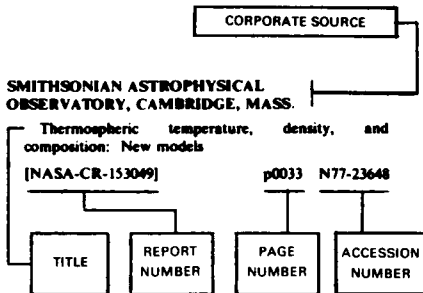 CORPORATE SOURCE
SMITHSONIAN ASTROPHYSICAL
OBSERVATORY, CAMBRIDGE, MASS.
Thermospheric temperature, density, and
composition: New models
[NASA-CR-153049] p0033 N77-23648
TITLE REPORT NUMBER PAGE NUMBER ACCESSION NUMBER